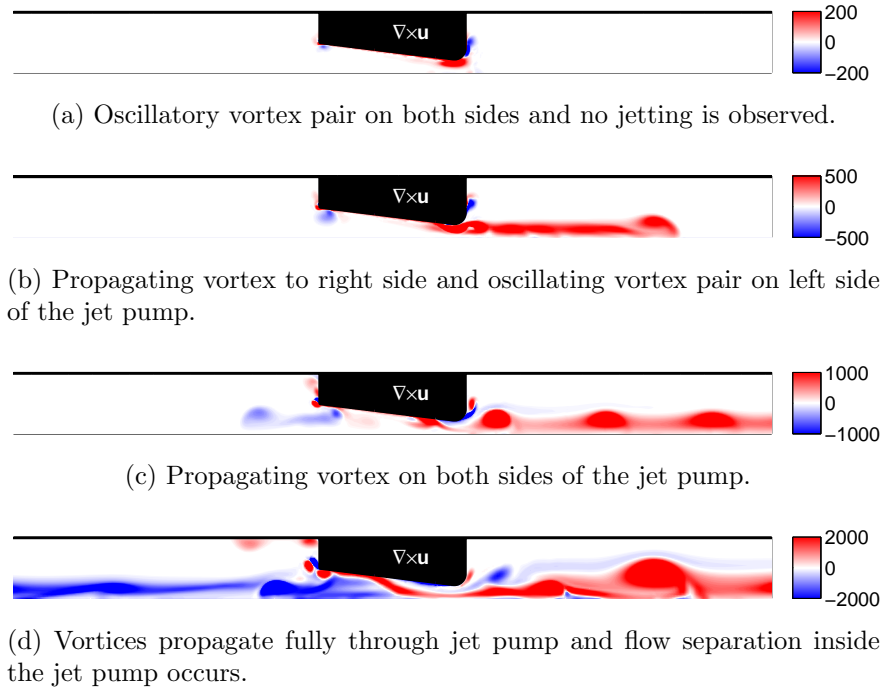 ∇×u
200
0
−200
(a) Oscillatory vortex pair on both sides and no jetting is observed.
∇×u
500
0
−500
(b) Propagating vortex to right side and oscillating vortex pair on left side
of the jet pump.
∇×u
1000
0
−1000
(c) Propagating vortex on both sides of the jet pump.
∇×u
2000
0
−2000
(d) Vortices propagate fully through jet pump and flow separation inside
the jet pump occurs.